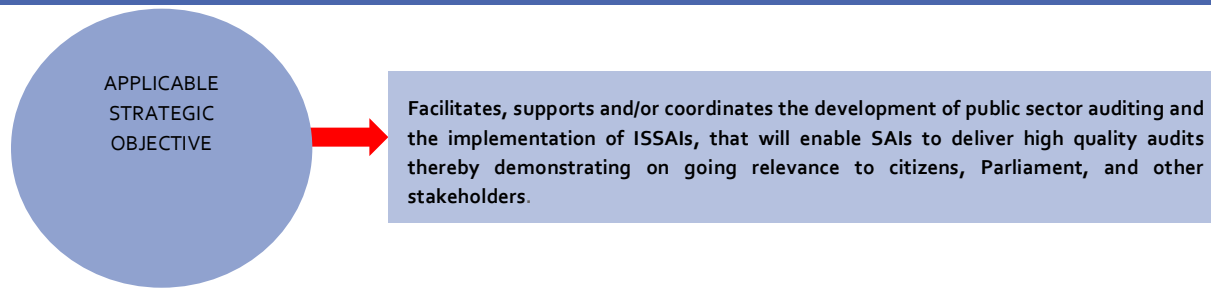 APPLICABLE
STRATEGIC
OBJECTIVE
Facilitates, supports and/or coordinates the development of public sector auditing and
the implementation of ISSAIs, that will enable SAIs to deliver high quality audits
thereby demonstrating on going relevance to citizens, Parliament, and other
stakeholders.